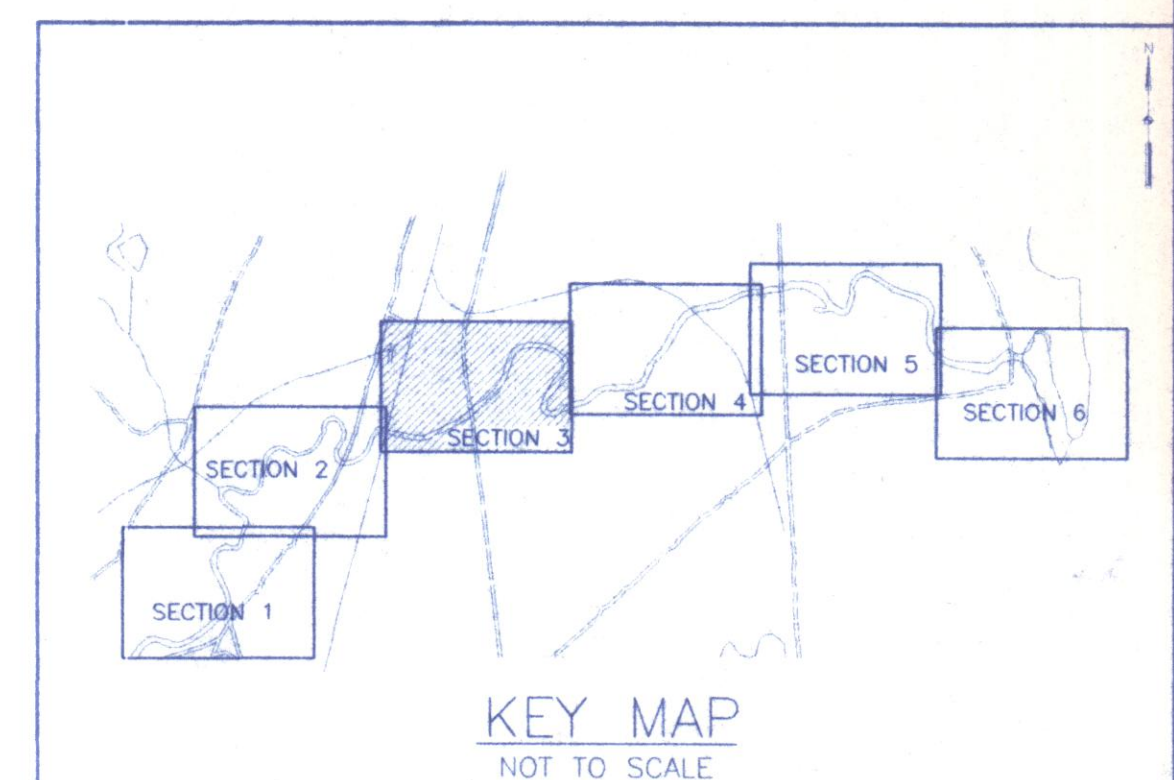 N
SECTION 5
SECTION 4
SECTION 6
SECTION 3
SECTION 2
SECTION 1
KEY MAP
NOT TO SCALE